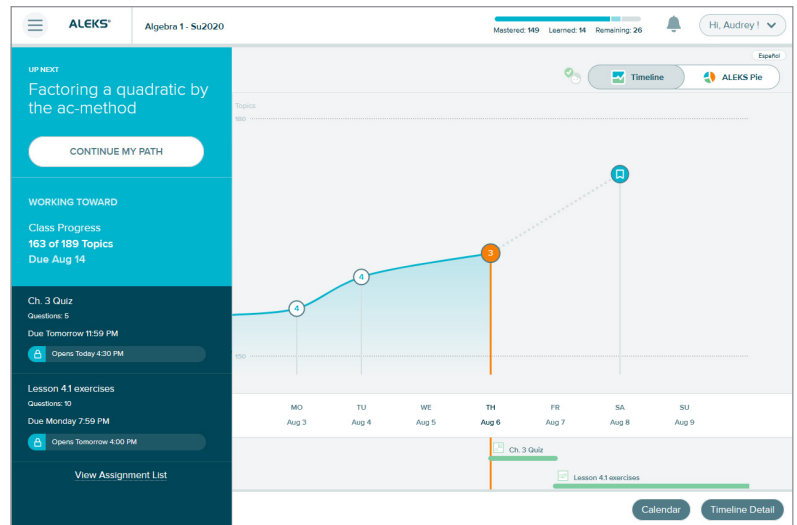 ALEKS®
Algebra 1 - Su2020
Mastered: 149 Learned: 14 Remaining: 26
Hi, Audrey !
Español
UP NEXT
Factoring a quadratic by
the ac-method
CONTINUE MY PATH
WORKING TOWARD
Class Progress
163 of 189 Topics
Due Aug 14
Ch. 3 Quiz
Questions: 5
Due Tomorrow 11:59 PM
Opens Today 4:30 PM
Lesson 4.1 exercises
Questions: 10
Due Monday 7:59 PM
Opens Tomorrow 4:00 PM
View Assignment List
Timeline
ALEKS Pie
Topics
180
3
4
4
150
MO TU WE TH FR SA SU
Aug 3 Aug 4 Aug 5 Aug 6 Aug 7 Aug 8 Aug 9
Ch. 3 Quiz
Lesson 4.1 exercises
Calendar
Timeline Detail